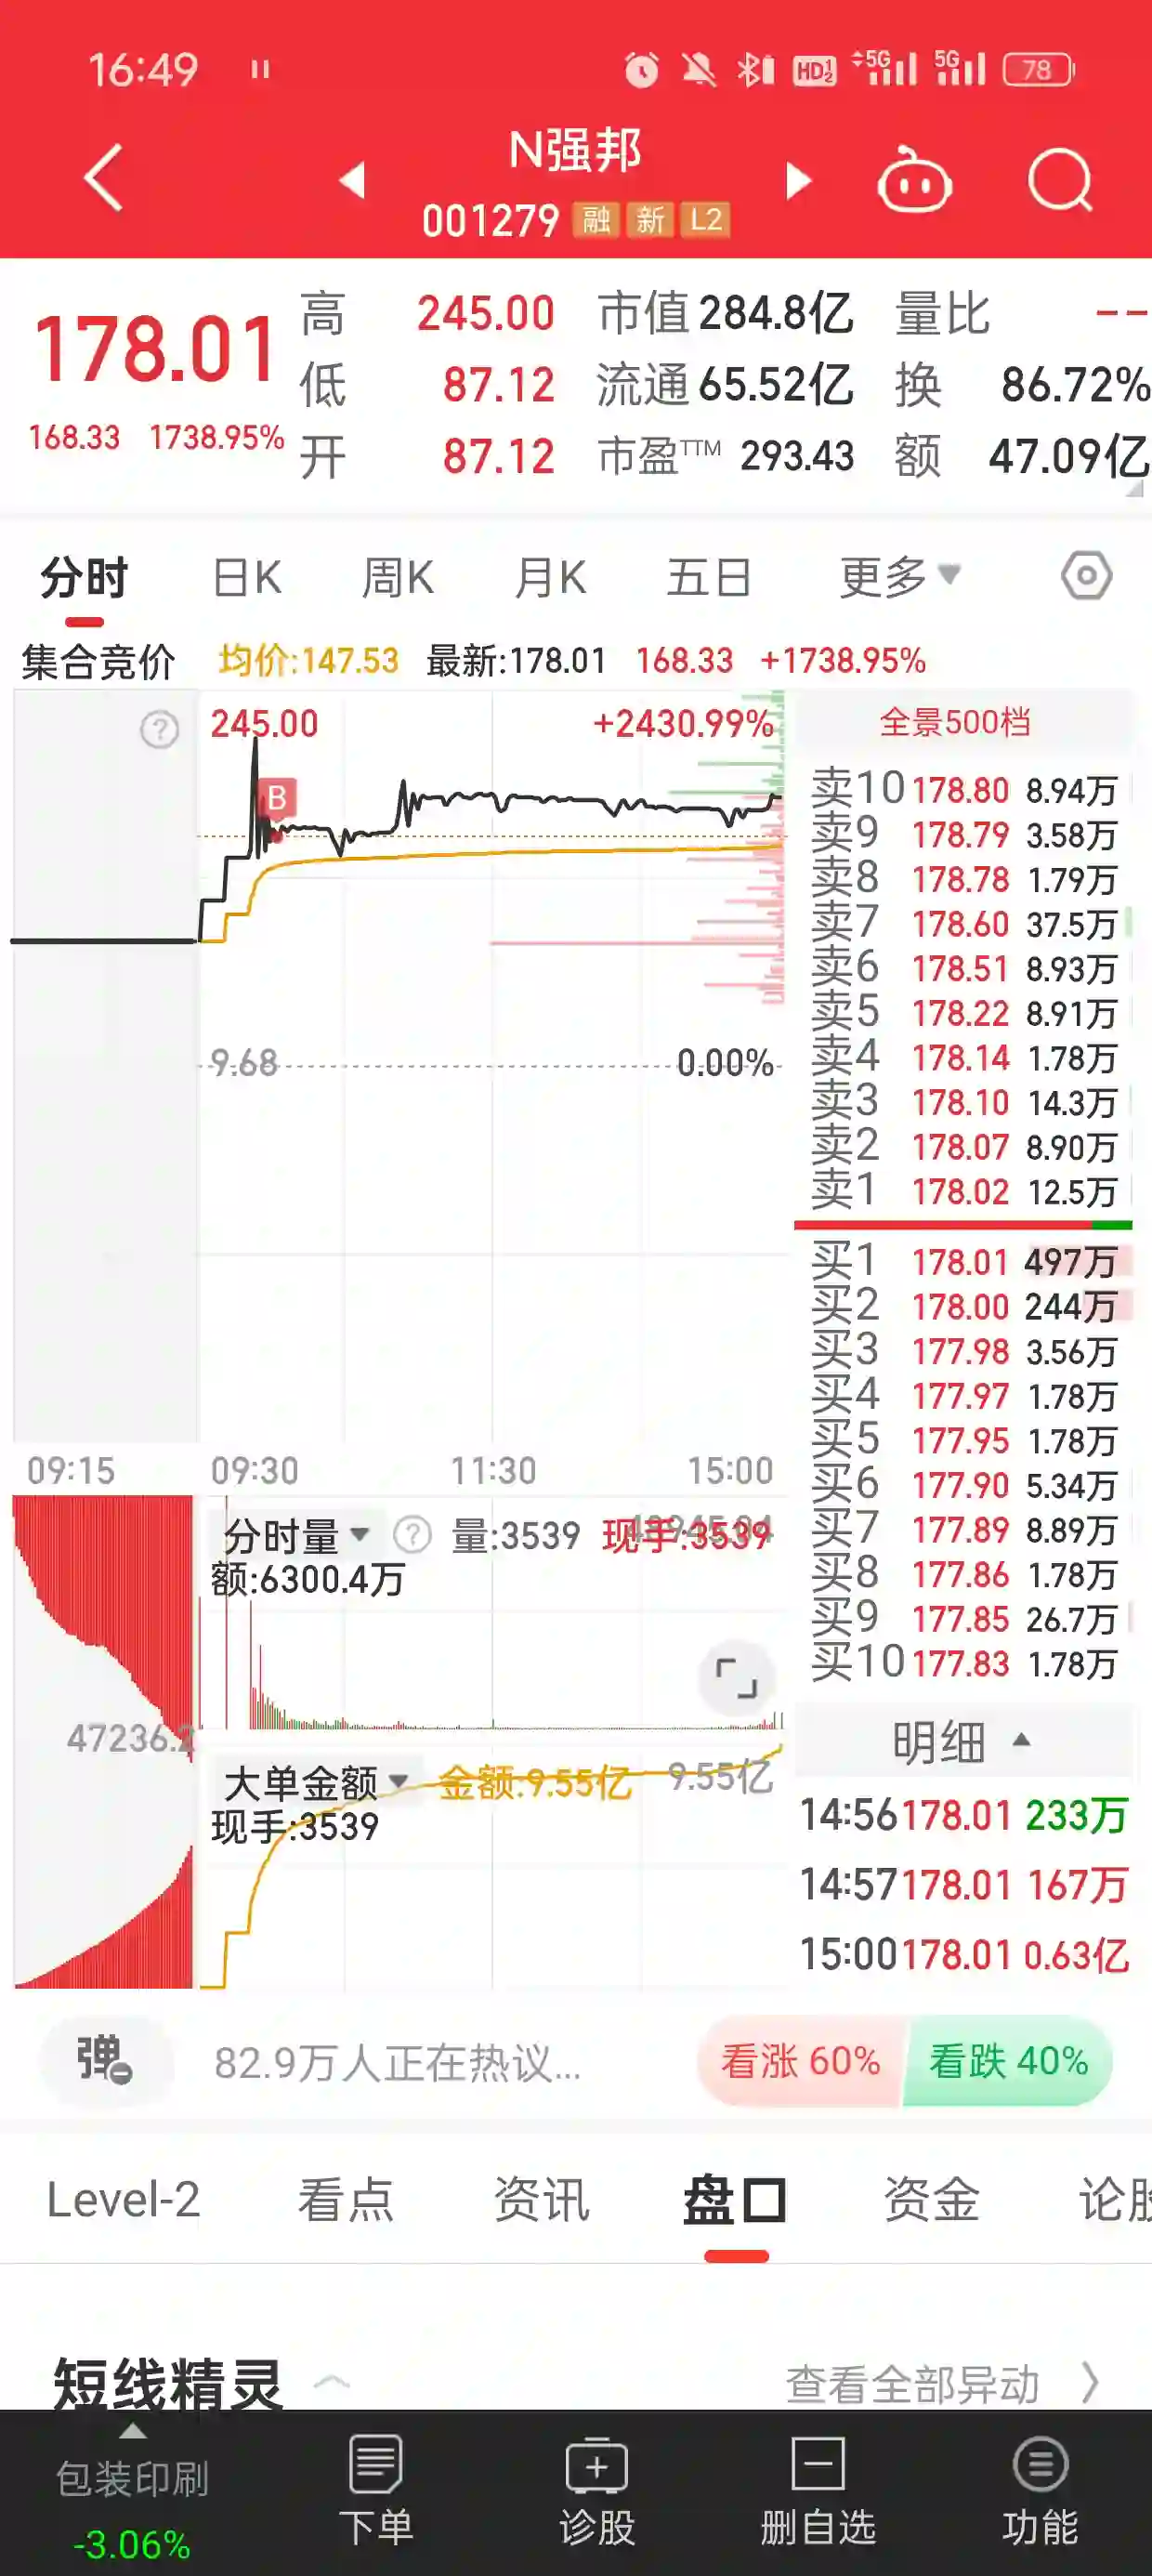 16:49 HD 5G 5G 78
N强邦
001279 融 新 L2
178.01
168.33 1738.95%
高 245.00 市值 284.8亿 量比 --
低 87.12 流通 65.52亿 换 86.72%
开 87.12 市盈TTM 293.43 额 47.09亿
分时 日K 周K 月K 五日 更多
集合竞价 均价:147.53 最新:178.01 168.33 +1738.95%
? 245.00 +2430.99%
B
9.68 0.00%
09:15 09:30 11:30 15:00
全景500档
卖10 178.80 8.94万
卖9 178.79 3.58万
卖8 178.78 1.79万
卖7 178.60 37.5万
卖6 178.51 8.93万
卖5 178.22 8.91万
卖4 178.14 1.78万
卖3 178.10 14.3万
卖2 178.07 8.90万
卖1 178.02 12.5万
买1 178.01 497万
买2 178.00 244万
买3 177.98 3.56万
买4 177.97 1.78万
买5 177.95 1.78万
买6 177.90 5.34万
买7 177.89 8.89万
买8 177.86 1.78万
买9 177.85 26.7万
买10 177.83 1.78万
分时量 ? 量:3539 现手:3539
额:6300.4万
47236.2
大单金额 金额:9.55亿 9.55亿
现手:3539
明细
14:56 178.01 233万
14:57 178.01 167万
15:00 178.01 0.63亿
弹 82.9万人正在热议... 看涨 60% 看跌 40%
Level-2 看点 资讯 盘口 资金 论股
短线精灵 查看全部异动
包装印刷 下单 诊股 删自选 功能
-3.06%